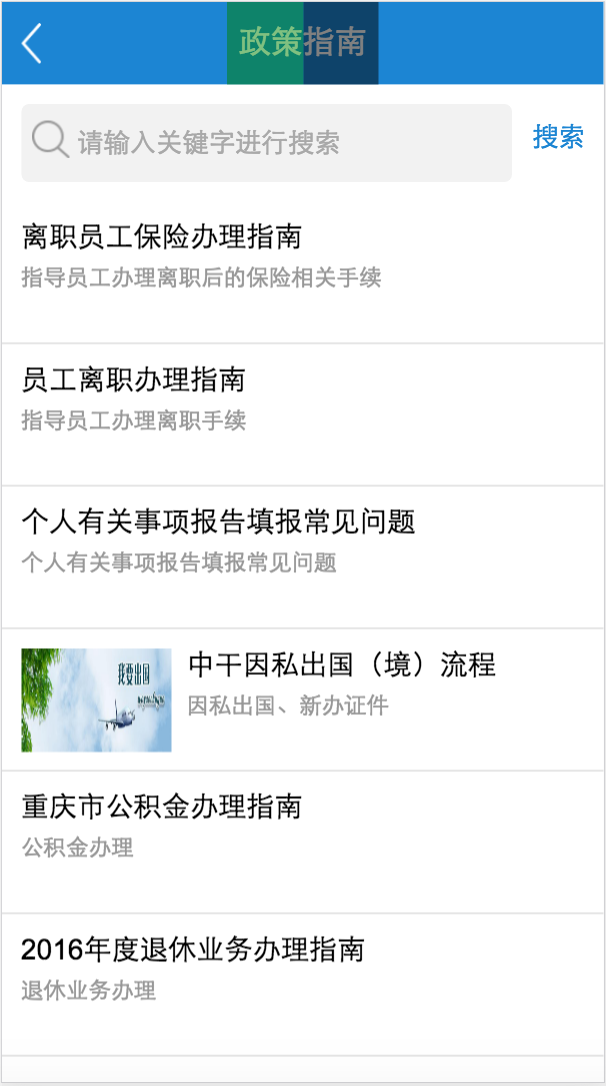 政策指南
请输入关键字进行搜索
搜索
离职员工保险办理指南
指导员工办理离职后的保险相关手续
员工离职办理指南
指导员工办理离职手续
个人有关事项报告填报常见问题
个人有关事项报告填报常见问题
我要出国
中干因私出国（境）流程
因私出国、新办证件
重庆市公积金办理指南
公积金办理
2016年度退休业务办理指南
退休业务办理